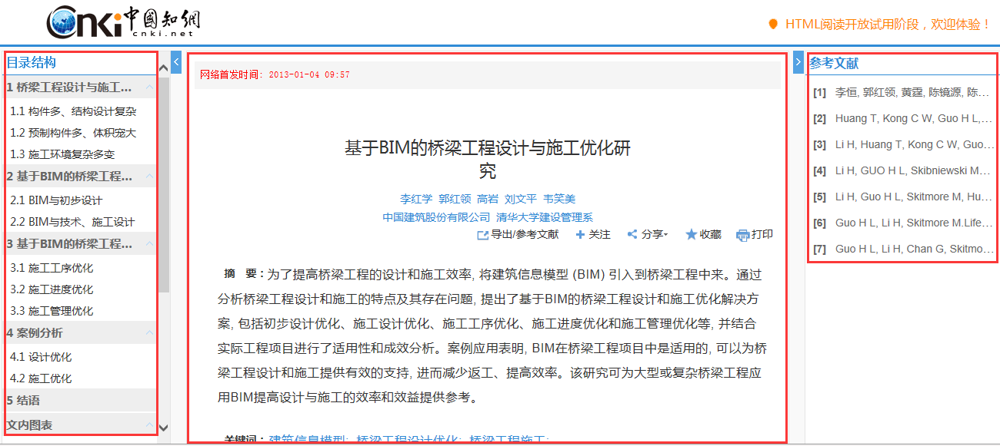 Cnki 中國知網
cnki.net
HTML阅读开放试用阶段，欢迎体验！
目录结构
1 桥梁工程设计与施工...
1.1 构件多、结构设计复杂
1.2 预制构件多、体积宠大
1.3 施工环境复杂多变
2 基于BIM的桥梁工程...
2.1 BIM与初步设计
2.2 BIM与技术、施工设计
3 基于BIM的桥梁工程...
3.1 施工工序优化
3.2 施工进度优化
3.3 施工管理优化
4 案例分析
4.1 设计优化
4.2 施工优化
5 结语
文内图表
网络首发时间: 2013-01-04 09:57
基于BIM的桥梁工程设计与施工优化研
究
李红学 郭红领 高岩 刘文平 韦笑美
中国建筑股份有限公司 清华大学建设管理系
导出/参考文献 关注 分享 收藏 打印
摘 要：为了提高桥梁工程的设计和施工效率, 将建筑信息模型 (BIM) 引入到桥梁工程中来。通过
分析桥梁工程设计和施工的特点及其存在问题, 提出了基于BIM的桥梁工程设计和施工优化解决方
案, 包括初步设计优化、施工设计优化、施工工序优化、施工进度优化和施工管理优化等, 并结合
实际工程项目进行了适用性和成效分析。案例应用表明, BIM在桥梁工程项目中是适用的, 可以为桥
梁工程设计和施工提供有效的支持, 进而减少返工、提高效率。该研究可为大型或复杂桥梁工程应
用BIM提高设计与施工的效率和效益提供参考。
关键词：建筑信息模型; 桥梁工程设计优化; 桥梁工程施工;
参考文献
[1] 李恒, 郭红领, 黄霆, 陈镜源, 陈...
[2] Huang T, Kong C W, Guo H L,...
[3] Li H, Huang T, Kong C W, Guo...
[4] Li H, GUO H L, Skibniewski M...
[5] Li H, Guo H L, Skitmore M, Hu...
[6] Guo H L, Li H, Skitmore M.Life...
[7] Guo H L, Li H, Chan G, Skitmo...